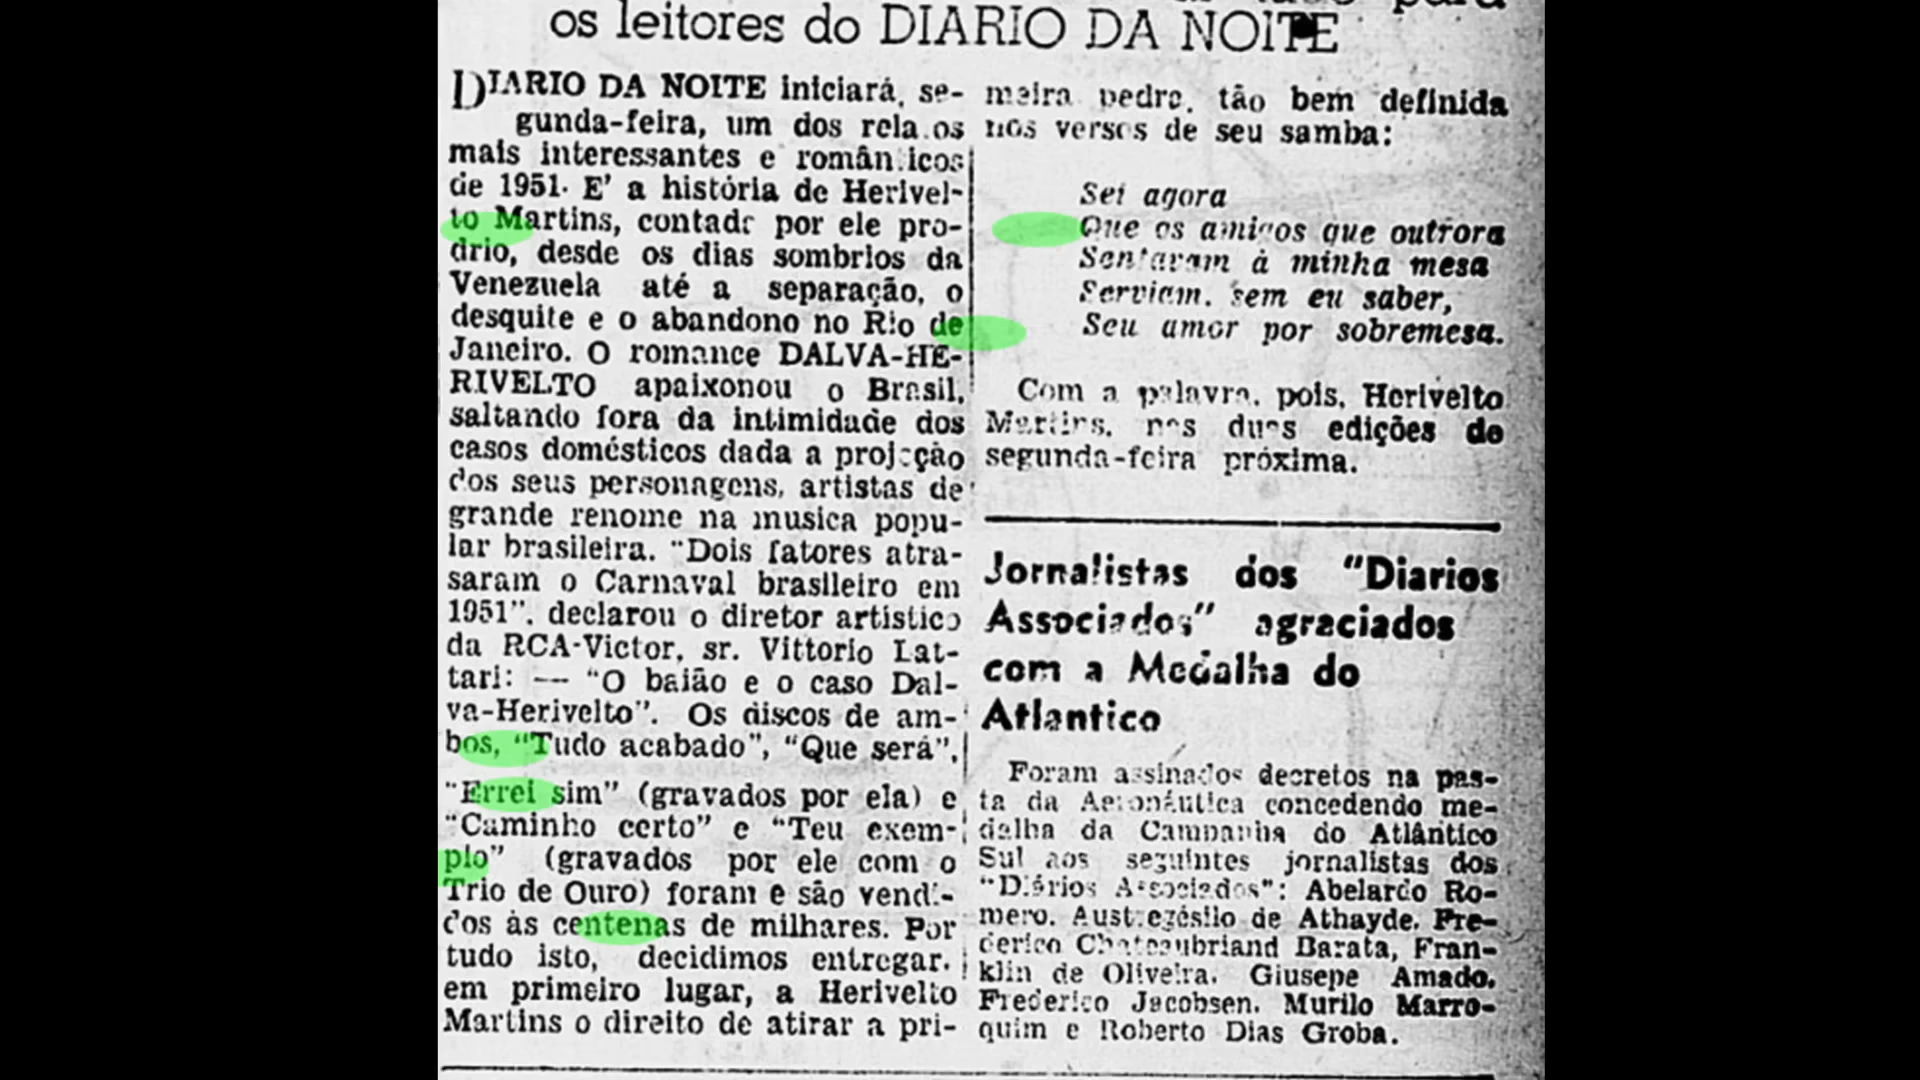 os leitores do DIARIO DA NOITE
DIARIO DA NOITE iniciará, se-
gunda-feira, um dos rela os
mais interessantes e român icos
de 1951. E' a história de Herivel-
to Martins, contada por ele pro-
prio, desde os dias sombrios da
Venezuela até a separação, o
desquite e o abandono no Rio de
Janeiro. O romance DALVA-HE-
RIVELTO apaixonou o Brasil,
saltando fora da intimidade dos
casos domésticos dada a projeção
dos seus personagens, artistas de
grande renome na musica popu-
lar brasileira. "Dois fatores atra-
saram o Carnaval brasileiro em
1951", declarou o diretor artistico
da RCA-Victor, sr. Vittorio Lat-
tari: — "O baião e o caso Dal-
va-Herivelto". Os discos de am-
bos, "Tudo acabado", "Que será",
"Errei sim" (gravados por ela) e
"Caminho certo" e "Teu exem-
plo" (gravados por ele com o
Trio de Ouro) foram e são vendi-
dos às centenas de milhares. Por
tudo isto, decidimos entregar,
em primeiro lugar, a Herivelto
Martins o direito de atirar a pri-
meira pedra, tão bem definida
nos versos de seu samba:
Sei agora
Que os amigos que outrora
Sentavam à minha mesa
Serviam, sem eu saber,
Seu amor por sobremesa.
Com a palavra, pois, Herivelto
Martins, nas duas edições de
segunda-feira próxima.
Jornalistas dos "Diarios
Associados" agraciados
com a Medalha do
Atlantico
Foram assinados decretos na pas-
ta da Aeronáutica concedendo me-
dalha da Campanha do Atlântico
Sul aos seguintes jornalistas dos
"Diários Associados": Abelardo Ro-
mero, Austregésilo de Athayde, Fre-
derico Chateaubriand Barata, Fran-
klin de Oliveira, Giusepe Amado,
Frederico Jacobsen, Murilo Marro-
quim e Roberto Dias Groba.